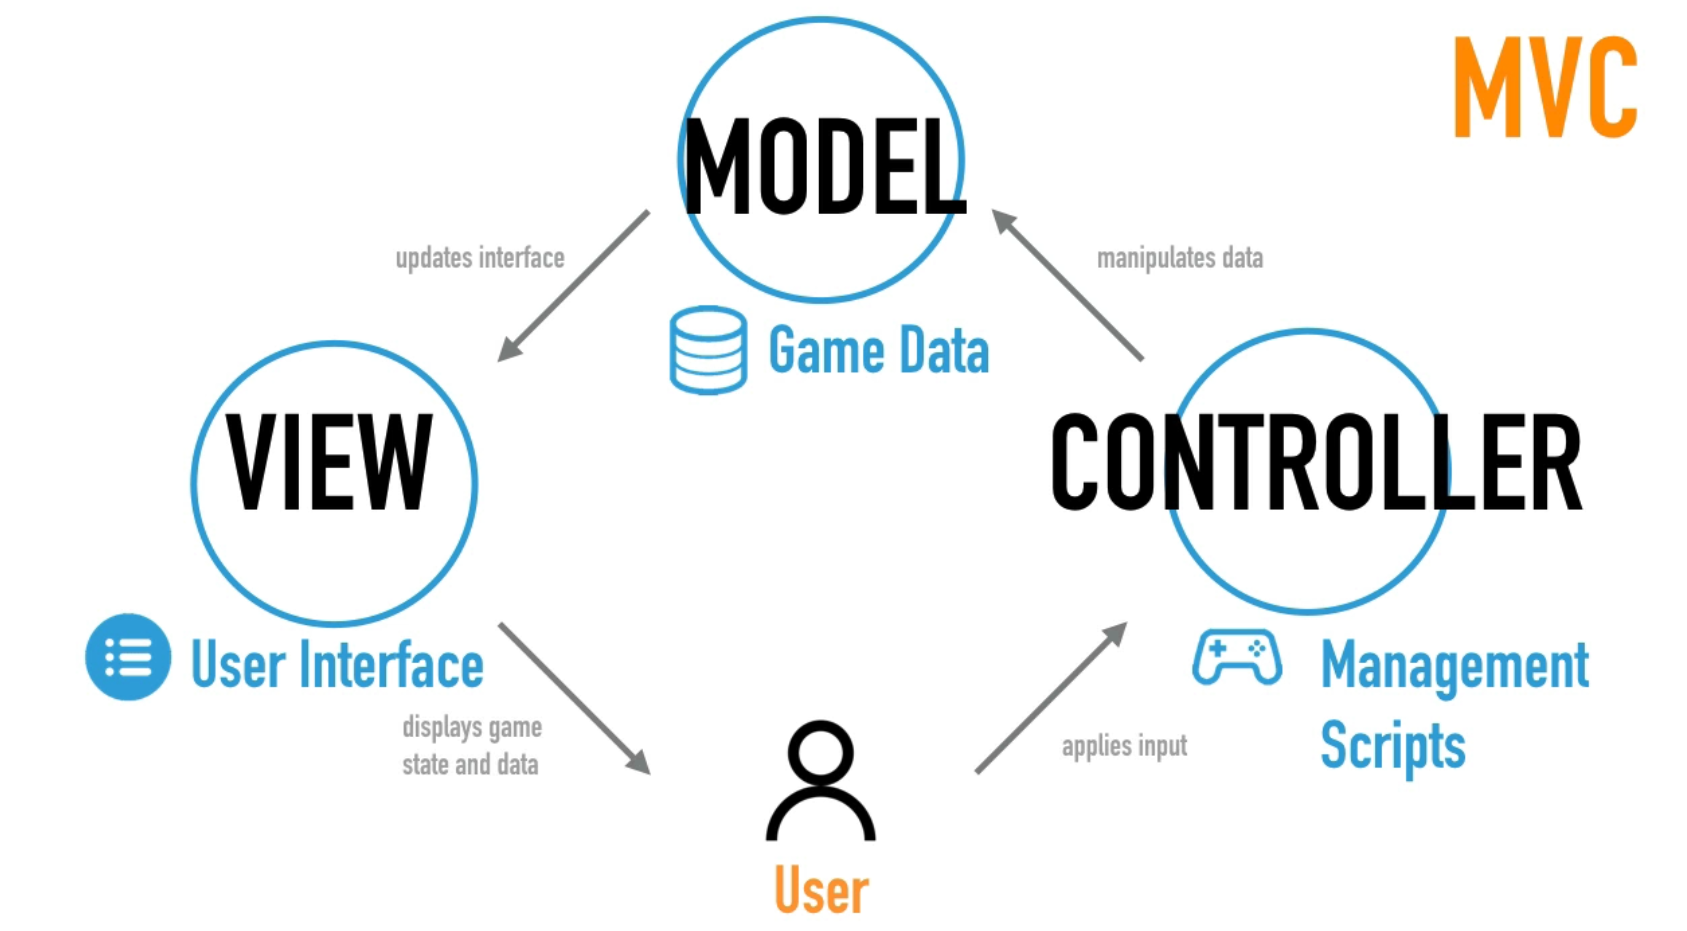 MVC
MODEL
updates interface
manipulates data
Game Data
VIEW
CONTROLLER
User Interface
Management
Scripts
displays game
state and data
applies input
User